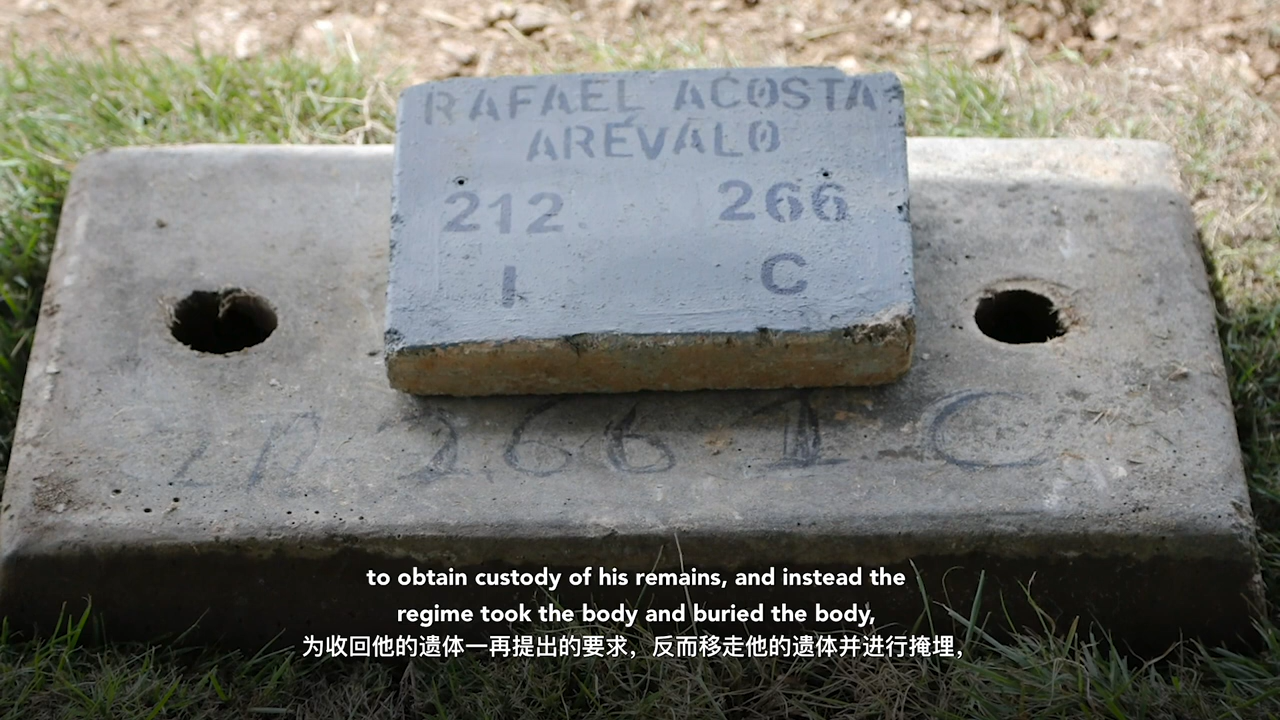 RAFAEL ACOSTA
ARÉVALO
212 266
I C
212 266 I C
to obtain custody of his remains, and instead the
regime took the body and buried the body,
为收回他的遗体一再提出的要求，反而移走他的遗体并进行掩埋，